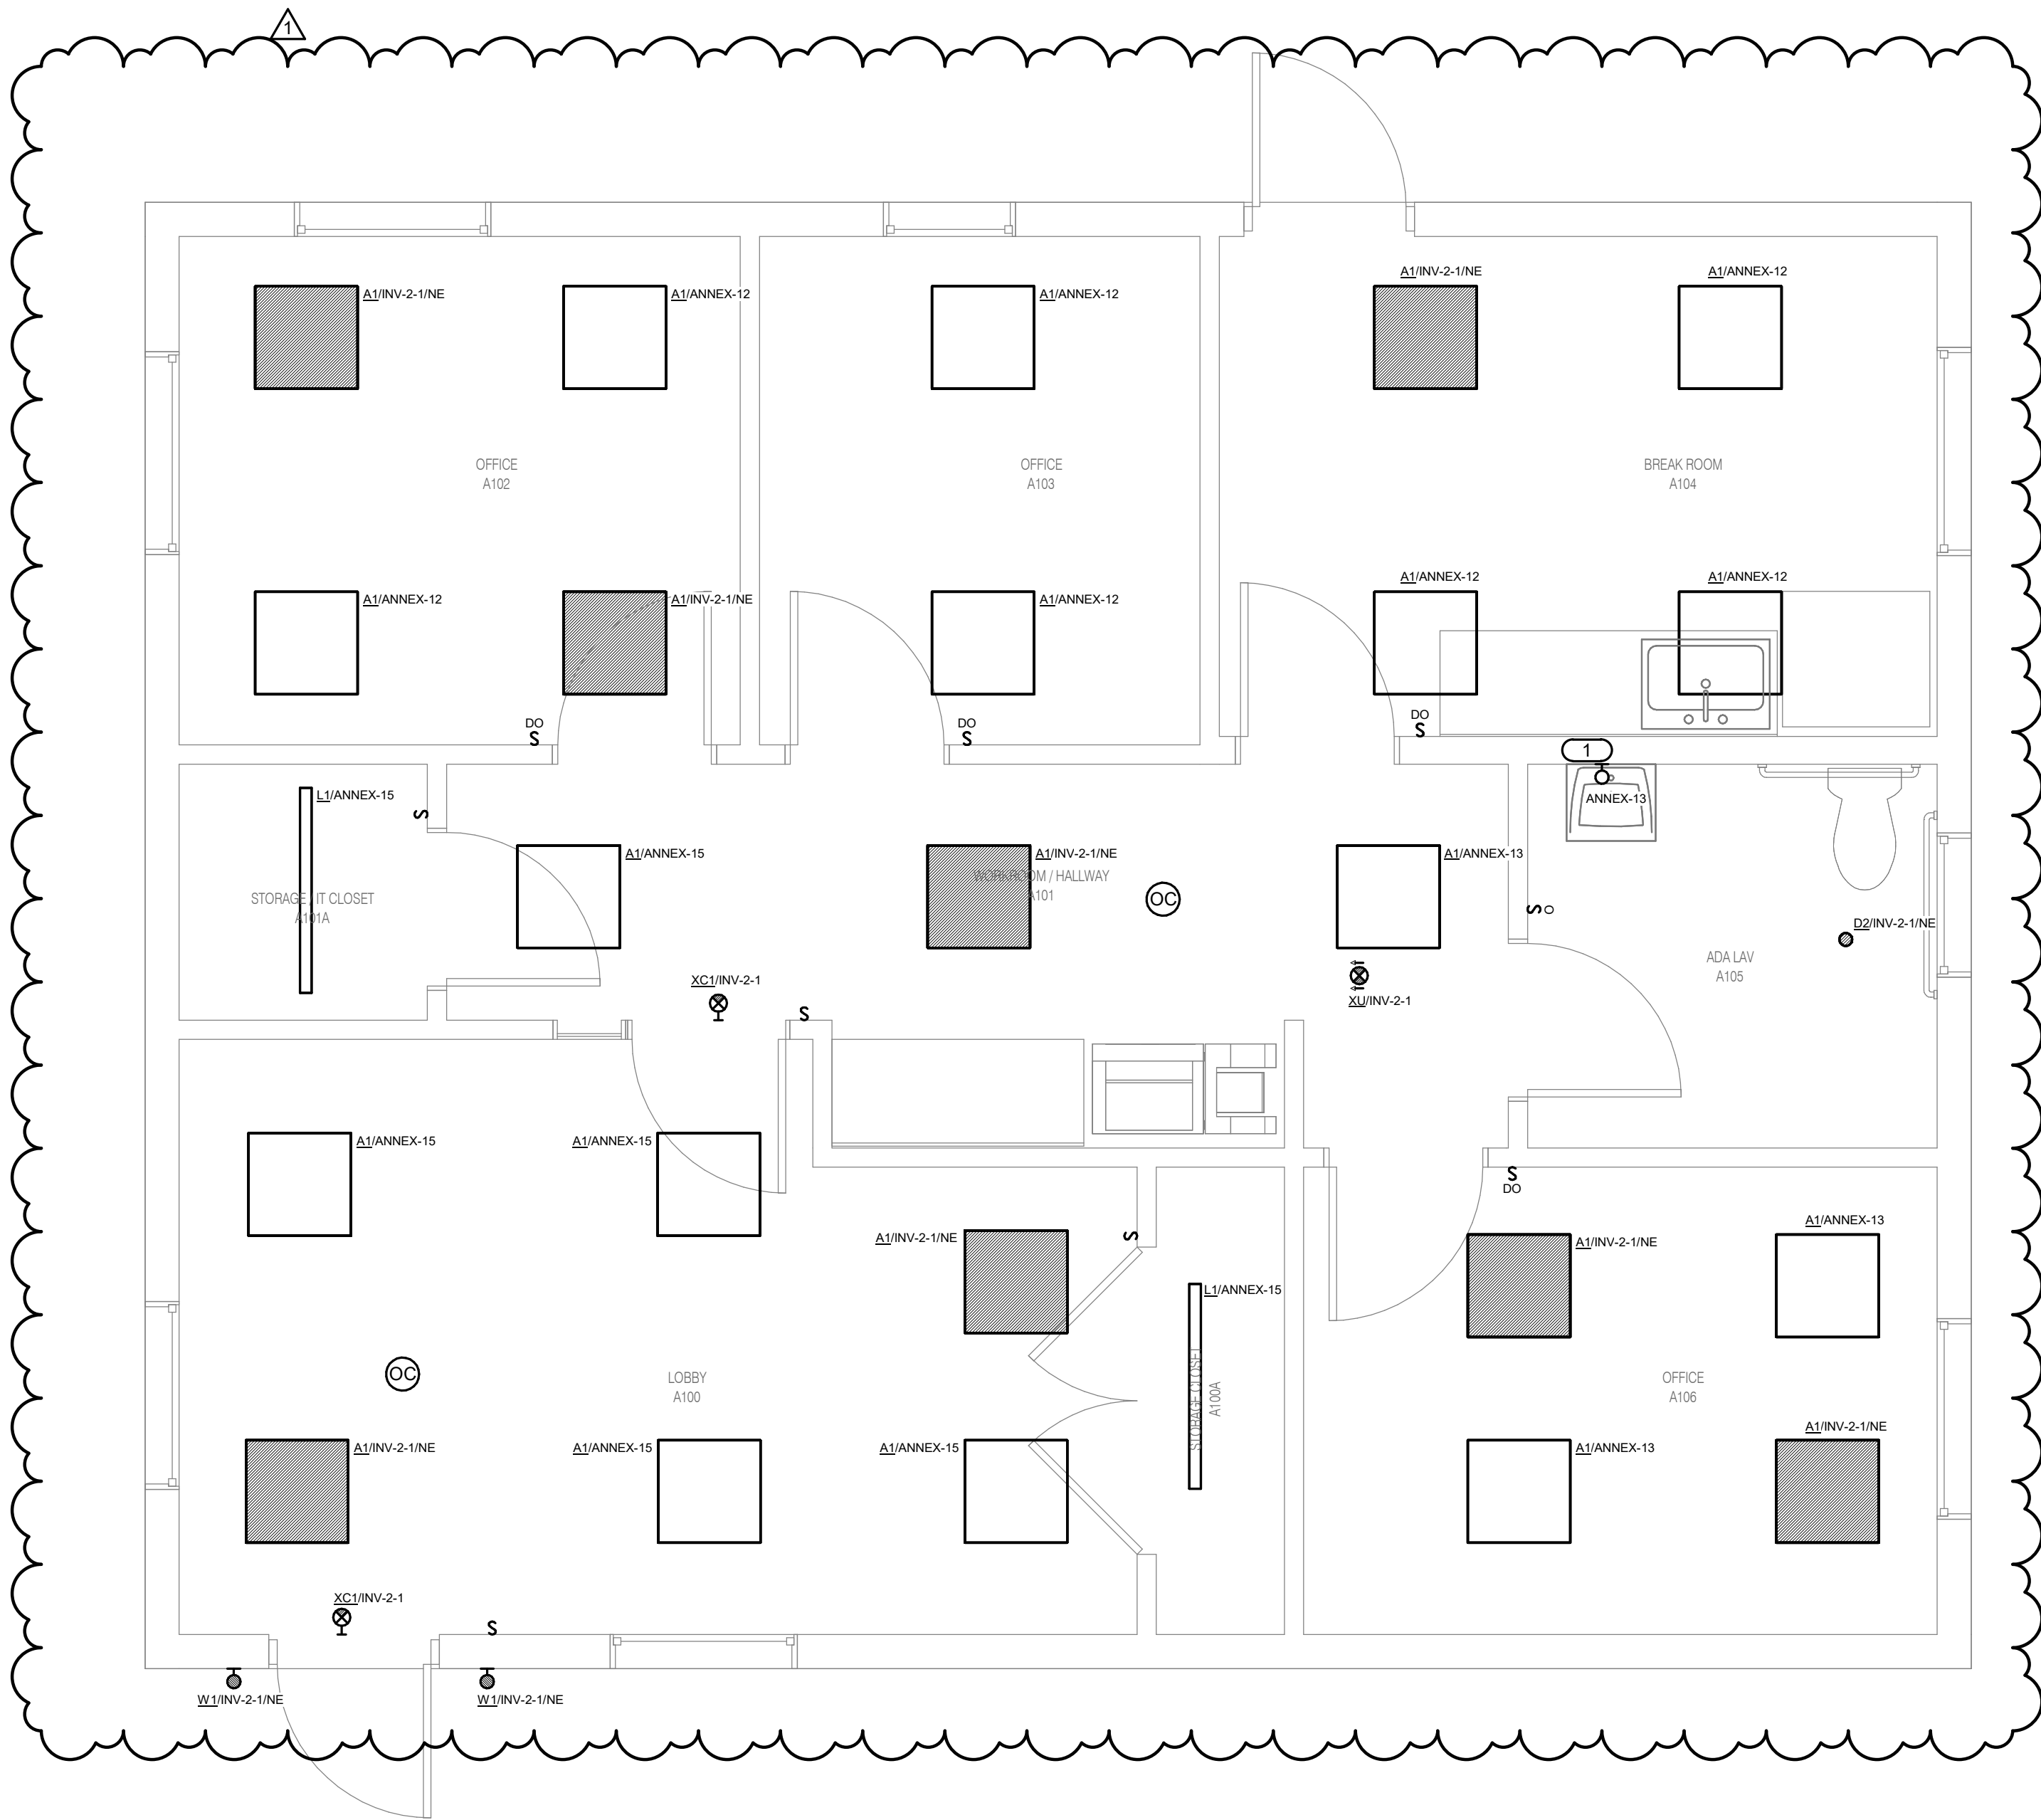 1
A1/INV-2-1/NE
A1/ANNEX-12
A1/ANNEX-12
A1/INV-2-1/NE
A1/ANNEX-12
OFFICE
A102
OFFICE
A103
BREAK ROOM
A104
A1/ANNEX-12
A1/INV-2-1/NE
A1/ANNEX-12
A1/ANNEX-12
A1/ANNEX-12
DO
S
DO
S
DO
S
1
L1/ANNEX-15
S
ANNEX-13
A1/ANNEX-15
A1/INV-2-1/NE
A1/ANNEX-13
STORAGE / IT CLOSET
A101A
WORKROOM / HALLWAY
A101
OC
S O
D2/INV-2-1/NE
ADA LAV
A105
XC1/INV-2-1
XU/INV-2-1
S
A1/ANNEX-15
A1/ANNEX-15
S
DO
A1/INV-2-1/NE
S
A1/INV-2-1/NE
A1/ANNEX-13
L1/ANNEX-15
OC
LOBBY
A100
STORAGE CLOSET
A100A
OFFICE
A106
A1/INV-2-1/NE
A1/ANNEX-15
A1/ANNEX-15
A1/ANNEX-13
A1/INV-2-1/NE
XC1/INV-2-1
S
W1/INV-2-1/NE
W1/INV-2-1/NE